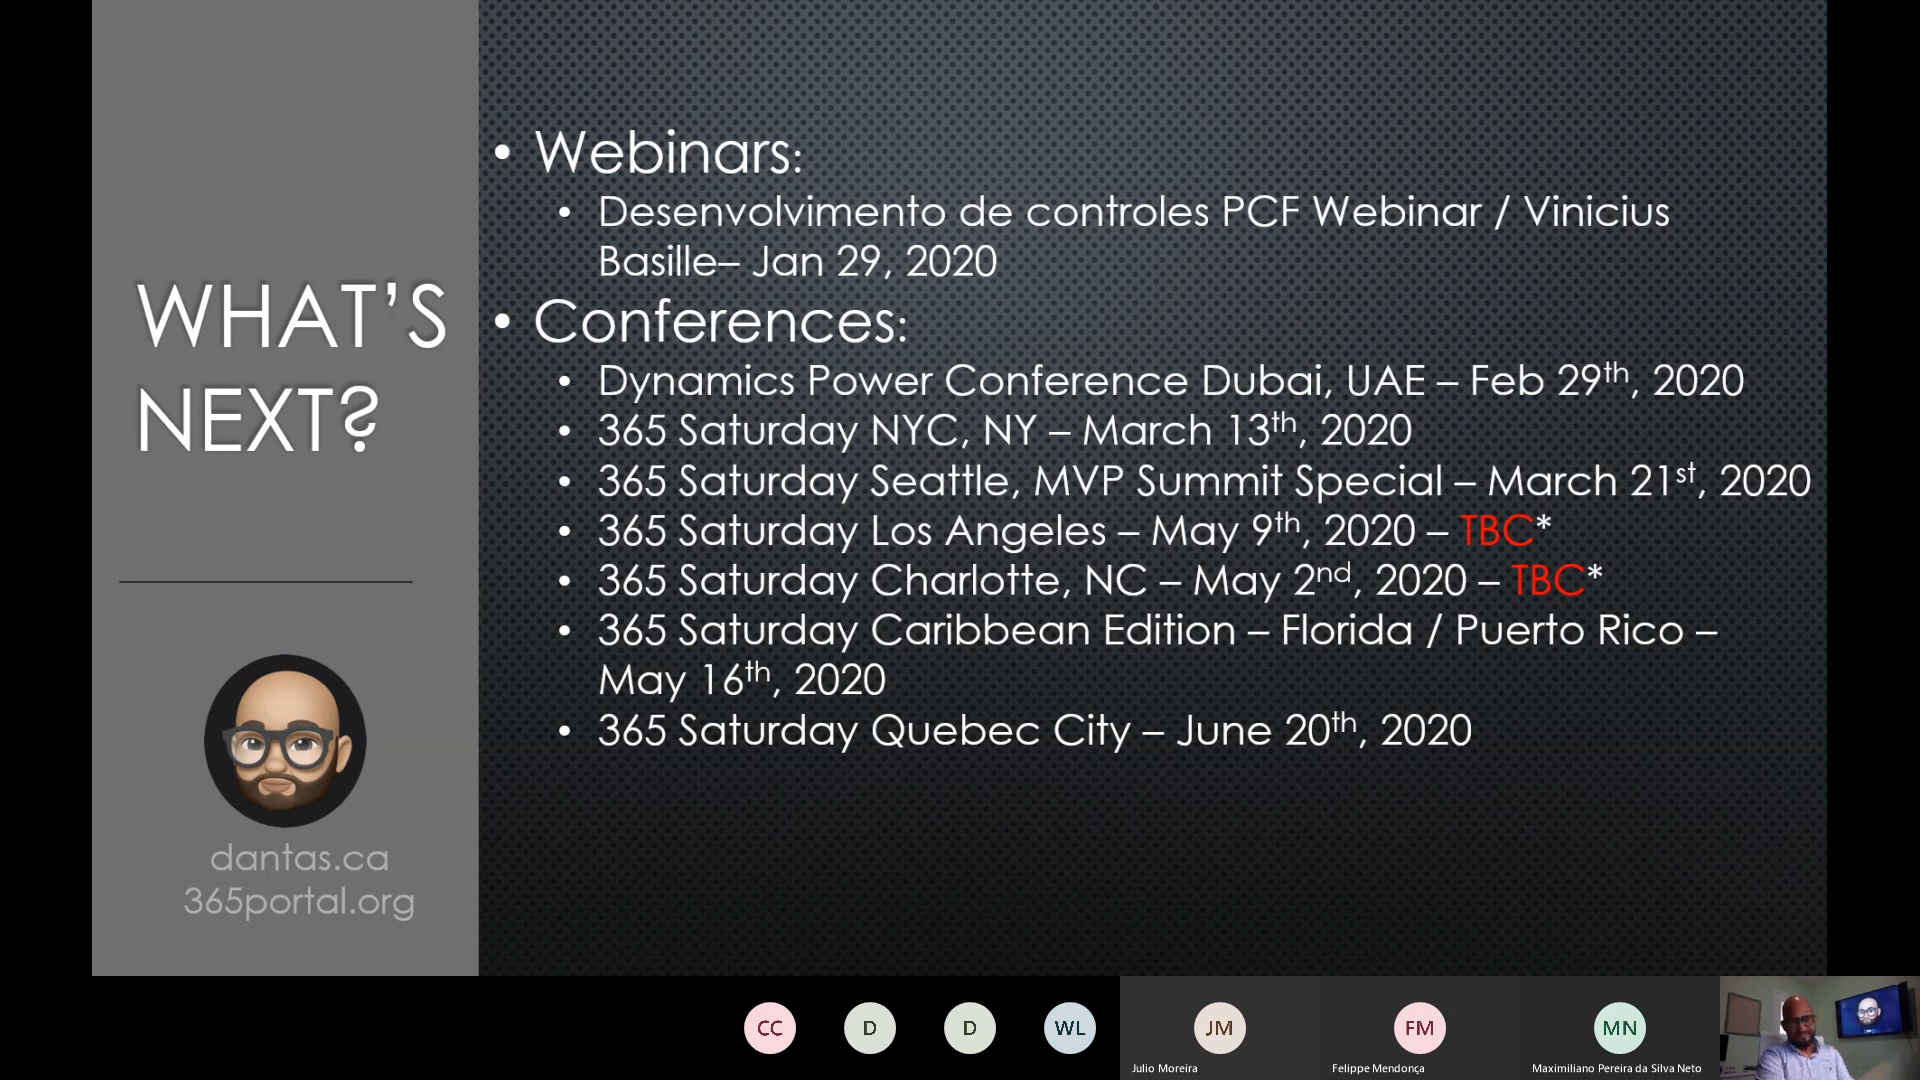 WHAT'S
NEXT?
dantas.ca
365portal.org
• Webinars:
• Desenvolvimento de controles PCF Webinar / Vinicius
Basille– Jan 29, 2020
• Conferences:
• Dynamics Power Conference Dubai, UAE – Feb 29th, 2020
• 365 Saturday NYC, NY – March 13th, 2020
• 365 Saturday Seattle, MVP Summit Special – March 21st, 2020
• 365 Saturday Los Angeles – May 9th, 2020 – TBC*
• 365 Saturday Charlotte, NC – May 2nd, 2020 – TBC*
• 365 Saturday Caribbean Edition – Florida / Puerto Rico –
May 16th, 2020
• 365 Saturday Quebec City – June 20th, 2020
CC D D WL JM FM MN
Julio Moreira Felippe Mendonça Maximiliano Pereira da Silva Neto